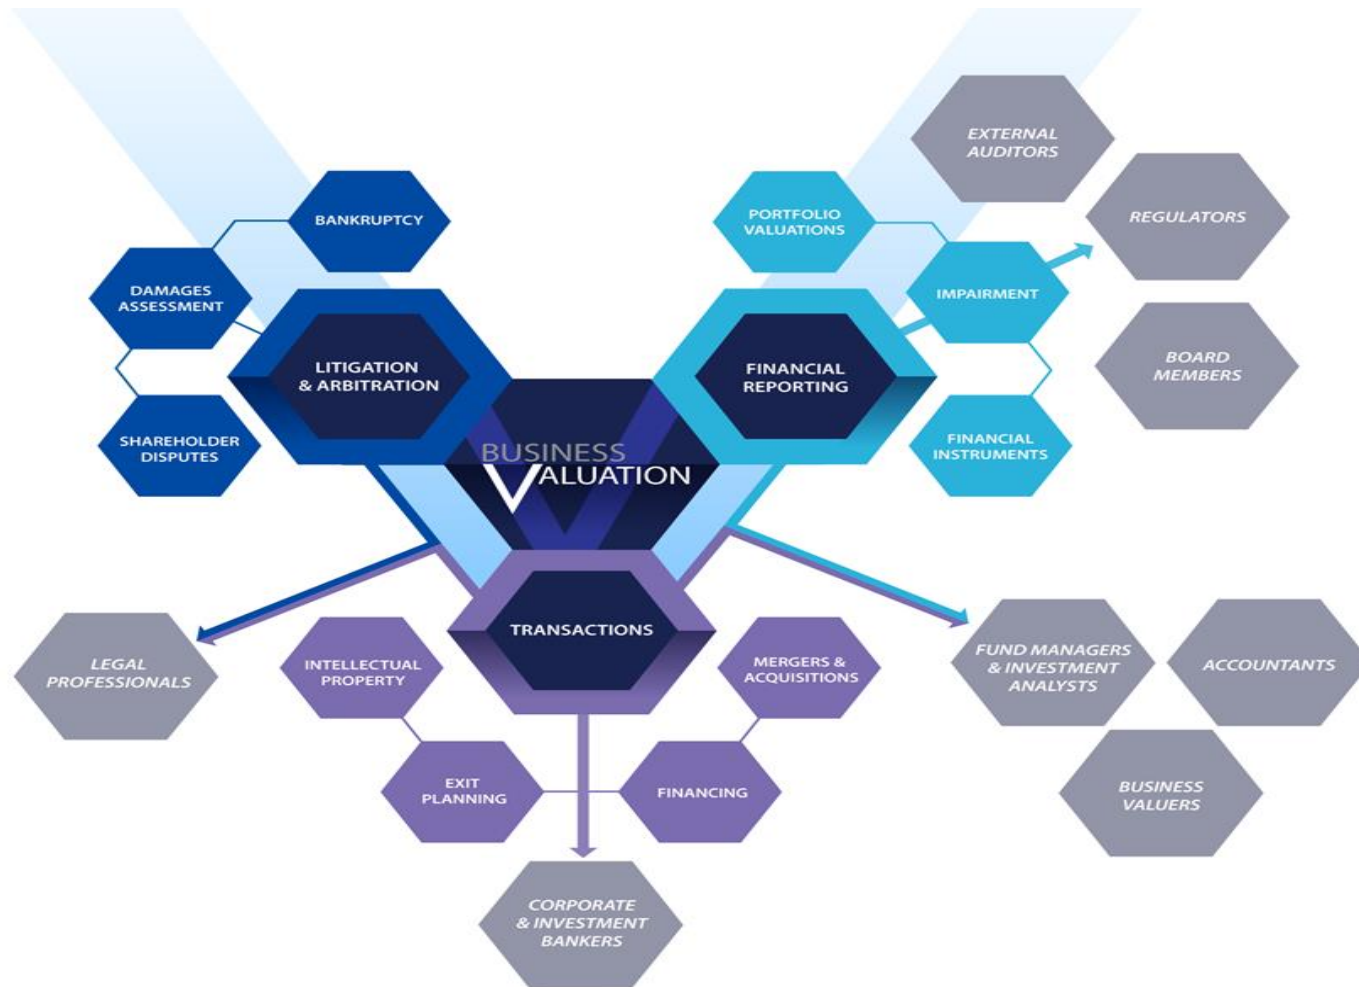 EXTERNAL
AUDITORS
REGULATORS
BOARD
MEMBERS
BANKRUPTCY
DAMAGES
ASSESSMENT
SHAREHOLDER
DISPUTES
LITIGATION
& ARBITRATION
PORTFOLIO
VALUATIONS
IMPAIRMENT
FINANCIAL
INSTRUMENTS
FINANCIAL
REPORTING
BUSINESS
VALUATION
TRANSACTIONS
LEGAL
PROFESSIONALS
INTELLECTUAL
PROPERTY
EXIT
PLANNING
FINANCING
MERGERS &
ACQUISITIONS
CORPORATE
& INVESTMENT
BANKERS
FUND MANAGERS
& INVESTMENT
ANALYSTS
ACCOUNTANTS
BUSINESS
VALUERS